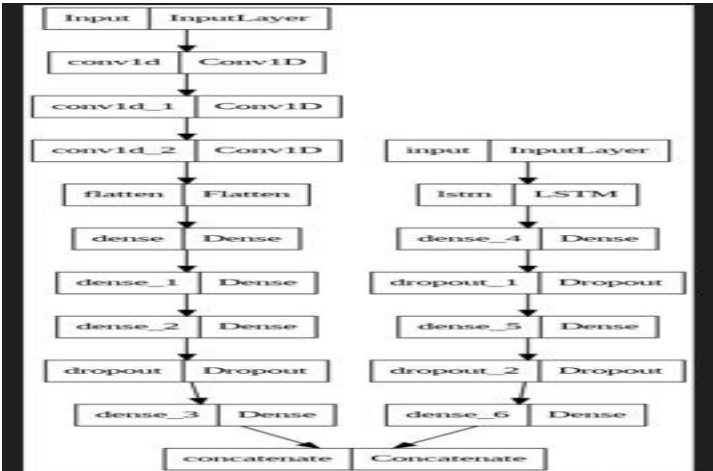 Input InputLayer
conv1d Conv1D
conv1d_1 Conv1D
conv1d_2 Conv1D
flatten Flatten
dense Dense
dense_1 Dense
dense_2 Dense
dropout Dropout
dense_3 Dense
input InputLayer
lstm LSTM
dense_4 Dense
dropout_1 Dropout
dense_5 Dense
dropout_2 Dropout
dense_6 Dense
concatenate Concatenate